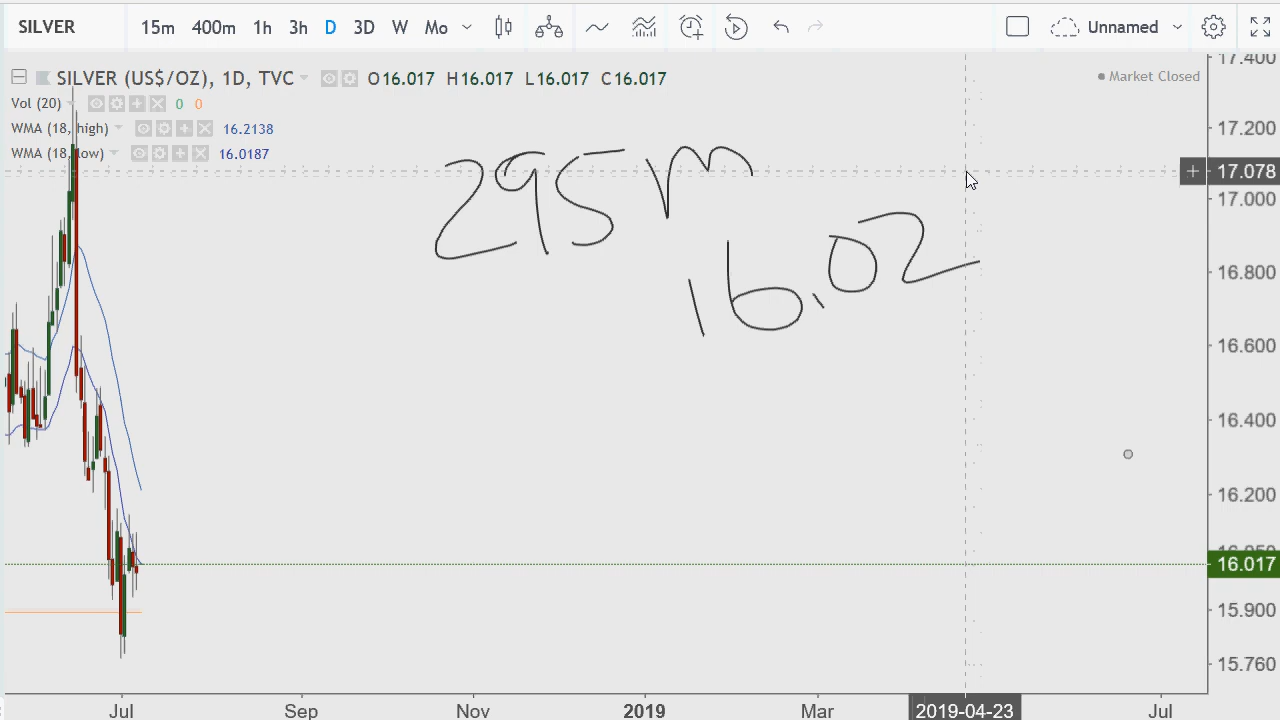 SILVER 15m 400m 1h 3h D 3D W Mo Unnamed
SILVER (US$/OZ), 1D, TVC O16.017 H16.017 L16.017 C16.017 Market Closed
Vol (20) 0 0
WMA (18, high) 16.2138
WMA (18, low) 16.0187
295m
16.02
17.400
17.200
17.078
17.000
16.800
16.600
16.400
16.200
16.017
15.900
15.760
Jul Sep Nov 2019 Mar 2019-04-23 Jul